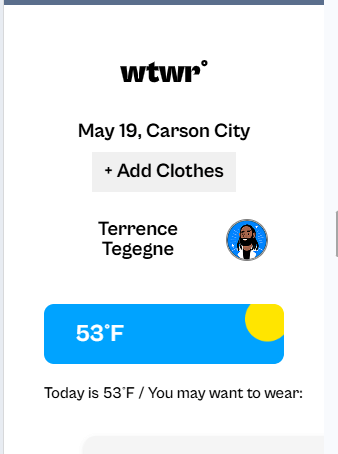 wtwr°
May 19, Carson City
+ Add Clothes
Terrence
Tegegne
53°F
Today is 53°F / You may want to wear: